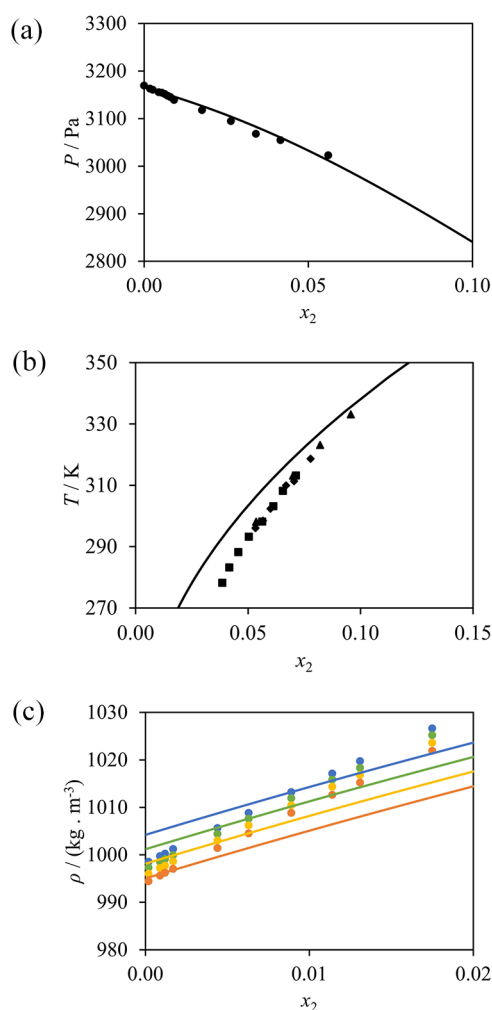 (a)
3300
3200
3100
3000
2900
2800
P / Pa
0.00 0.05 0.10
x₂
(b)
350
330
310
290
270
T / K
0.00 0.05 0.10 0.15
x₂
(c)
1030
1020
1010
1000
990
980
ρ / (kg . m⁻³)
0.00 0.01 0.02
x₂